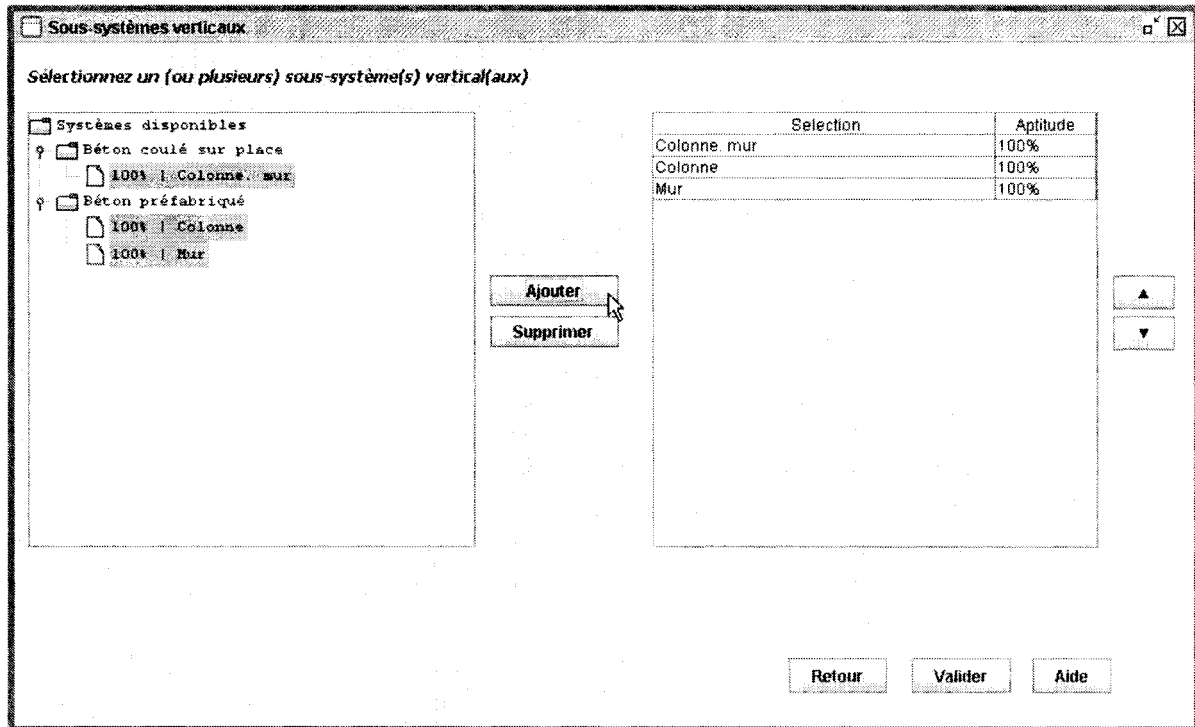 Sous-systèmes verticaux
Sélectionnez un (ou plusieurs) sous-système(s) vertical(aux)
Systèmes disponibles
Béton coulé sur place
100% | Colonne. mur
Béton préfabriqué
100% | Colonne
100% | Mur
Ajouter
Supprimer
Selection Aptitude
Colonne. mur 100%
Colonne 100%
Mur 100%
Retour Valider Aide